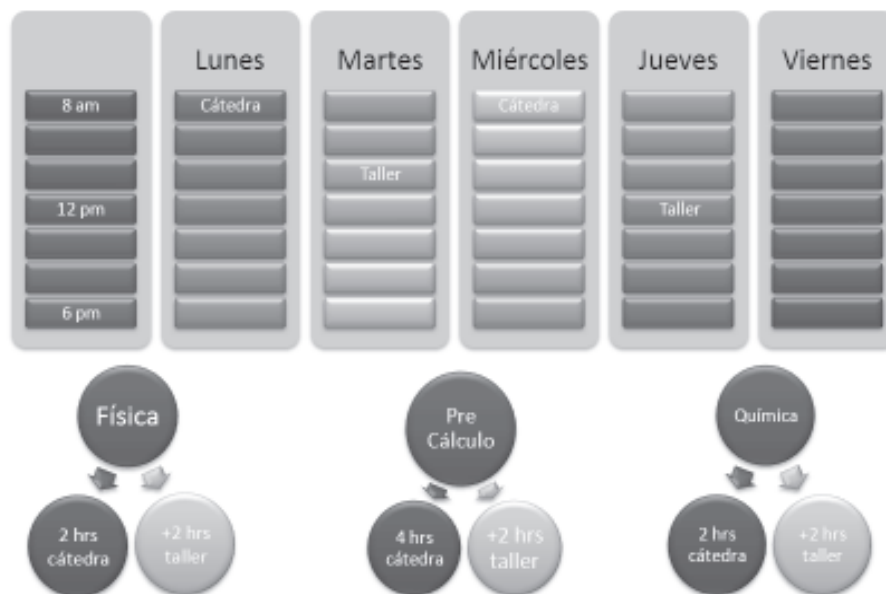 Lunes Martes Miércoles Jueves Viernes
8 am Cátedra Cátedra
Taller
12 pm Taller
6 pm
Física
Pre
Cálculo
Química
2 hrs
cátedra
+2 hrs
taller
4 hrs
cátedra
+2 hrs
taller
2 hrs
cátedra
+2 hrs
taller